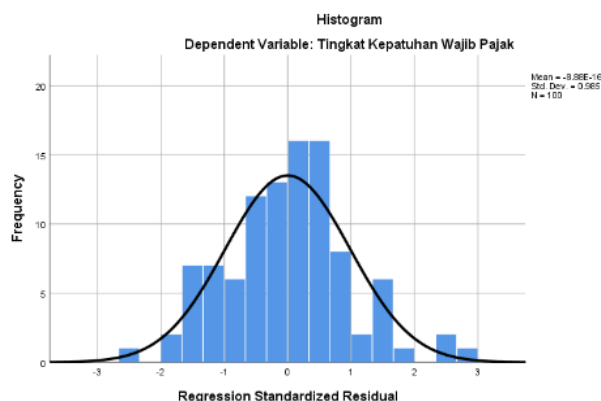 Histogram
Dependent Variable: Tingkat Kepatuhan Wajib Pajak
Mean = -8.88E-16
Std. Dev. = 0.985
N = 100
20
15
10
5
0
Frequency
-3 -2 -1 0 1 2 3
Regression Standardized Residual